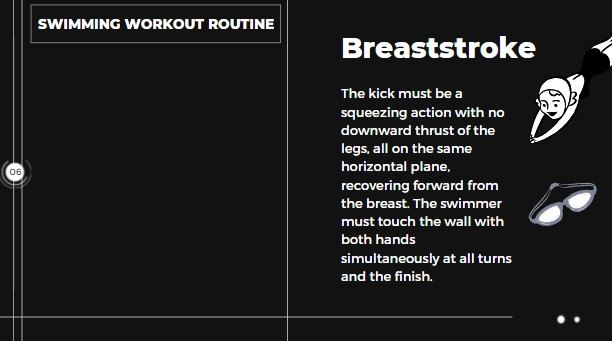 SWIMMING WORKOUT ROUTINE
Breaststroke
The kick must be a
squeezing action with no
downward thrust of the
legs, all on the same
horizontal plane,
recovering forward from
the breast. The swimmer
must touch the wall with
both hands
simultaneously at all turns
and the finish.
06